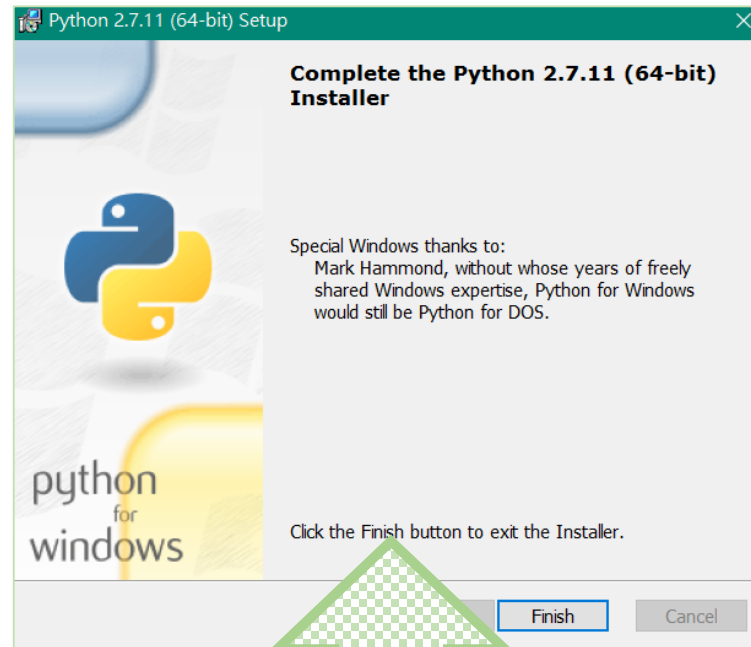 Python 2.7.11 (64-bit) Setup
Complete the Python 2.7.11 (64-bit)
Installer
Special Windows thanks to:
Mark Hammond, without whose years of freely
shared Windows expertise, Python for Windows
would still be Python for DOS.
python
for
windows
Click the Finish button to exit the Installer.
Finish
Cancel